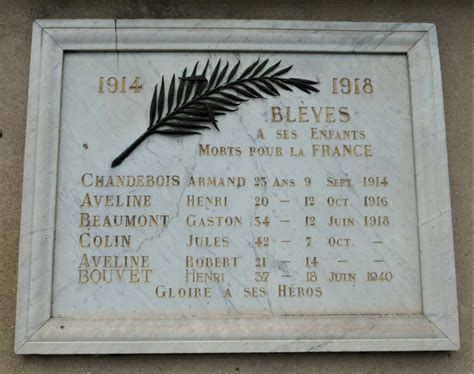 1914 1918
BLÈVES
A SES ENFANTS
MORTS POUR LA FRANCE
CHANDEBOIS ARMAND 23 ANS 9 SEPT. 1914
AVELINE HENRI 20 — 12 OCT. 1916
BEAUMONT GASTON 34 — 12 JUIN 1918
COLIN JULES 42 — 7 OCT. —
AVELINE ROBERT 21 — 14 — —
BOUVET HENRI 37 — 18 JUIN 1940
GLOIRE À SES HÉROS